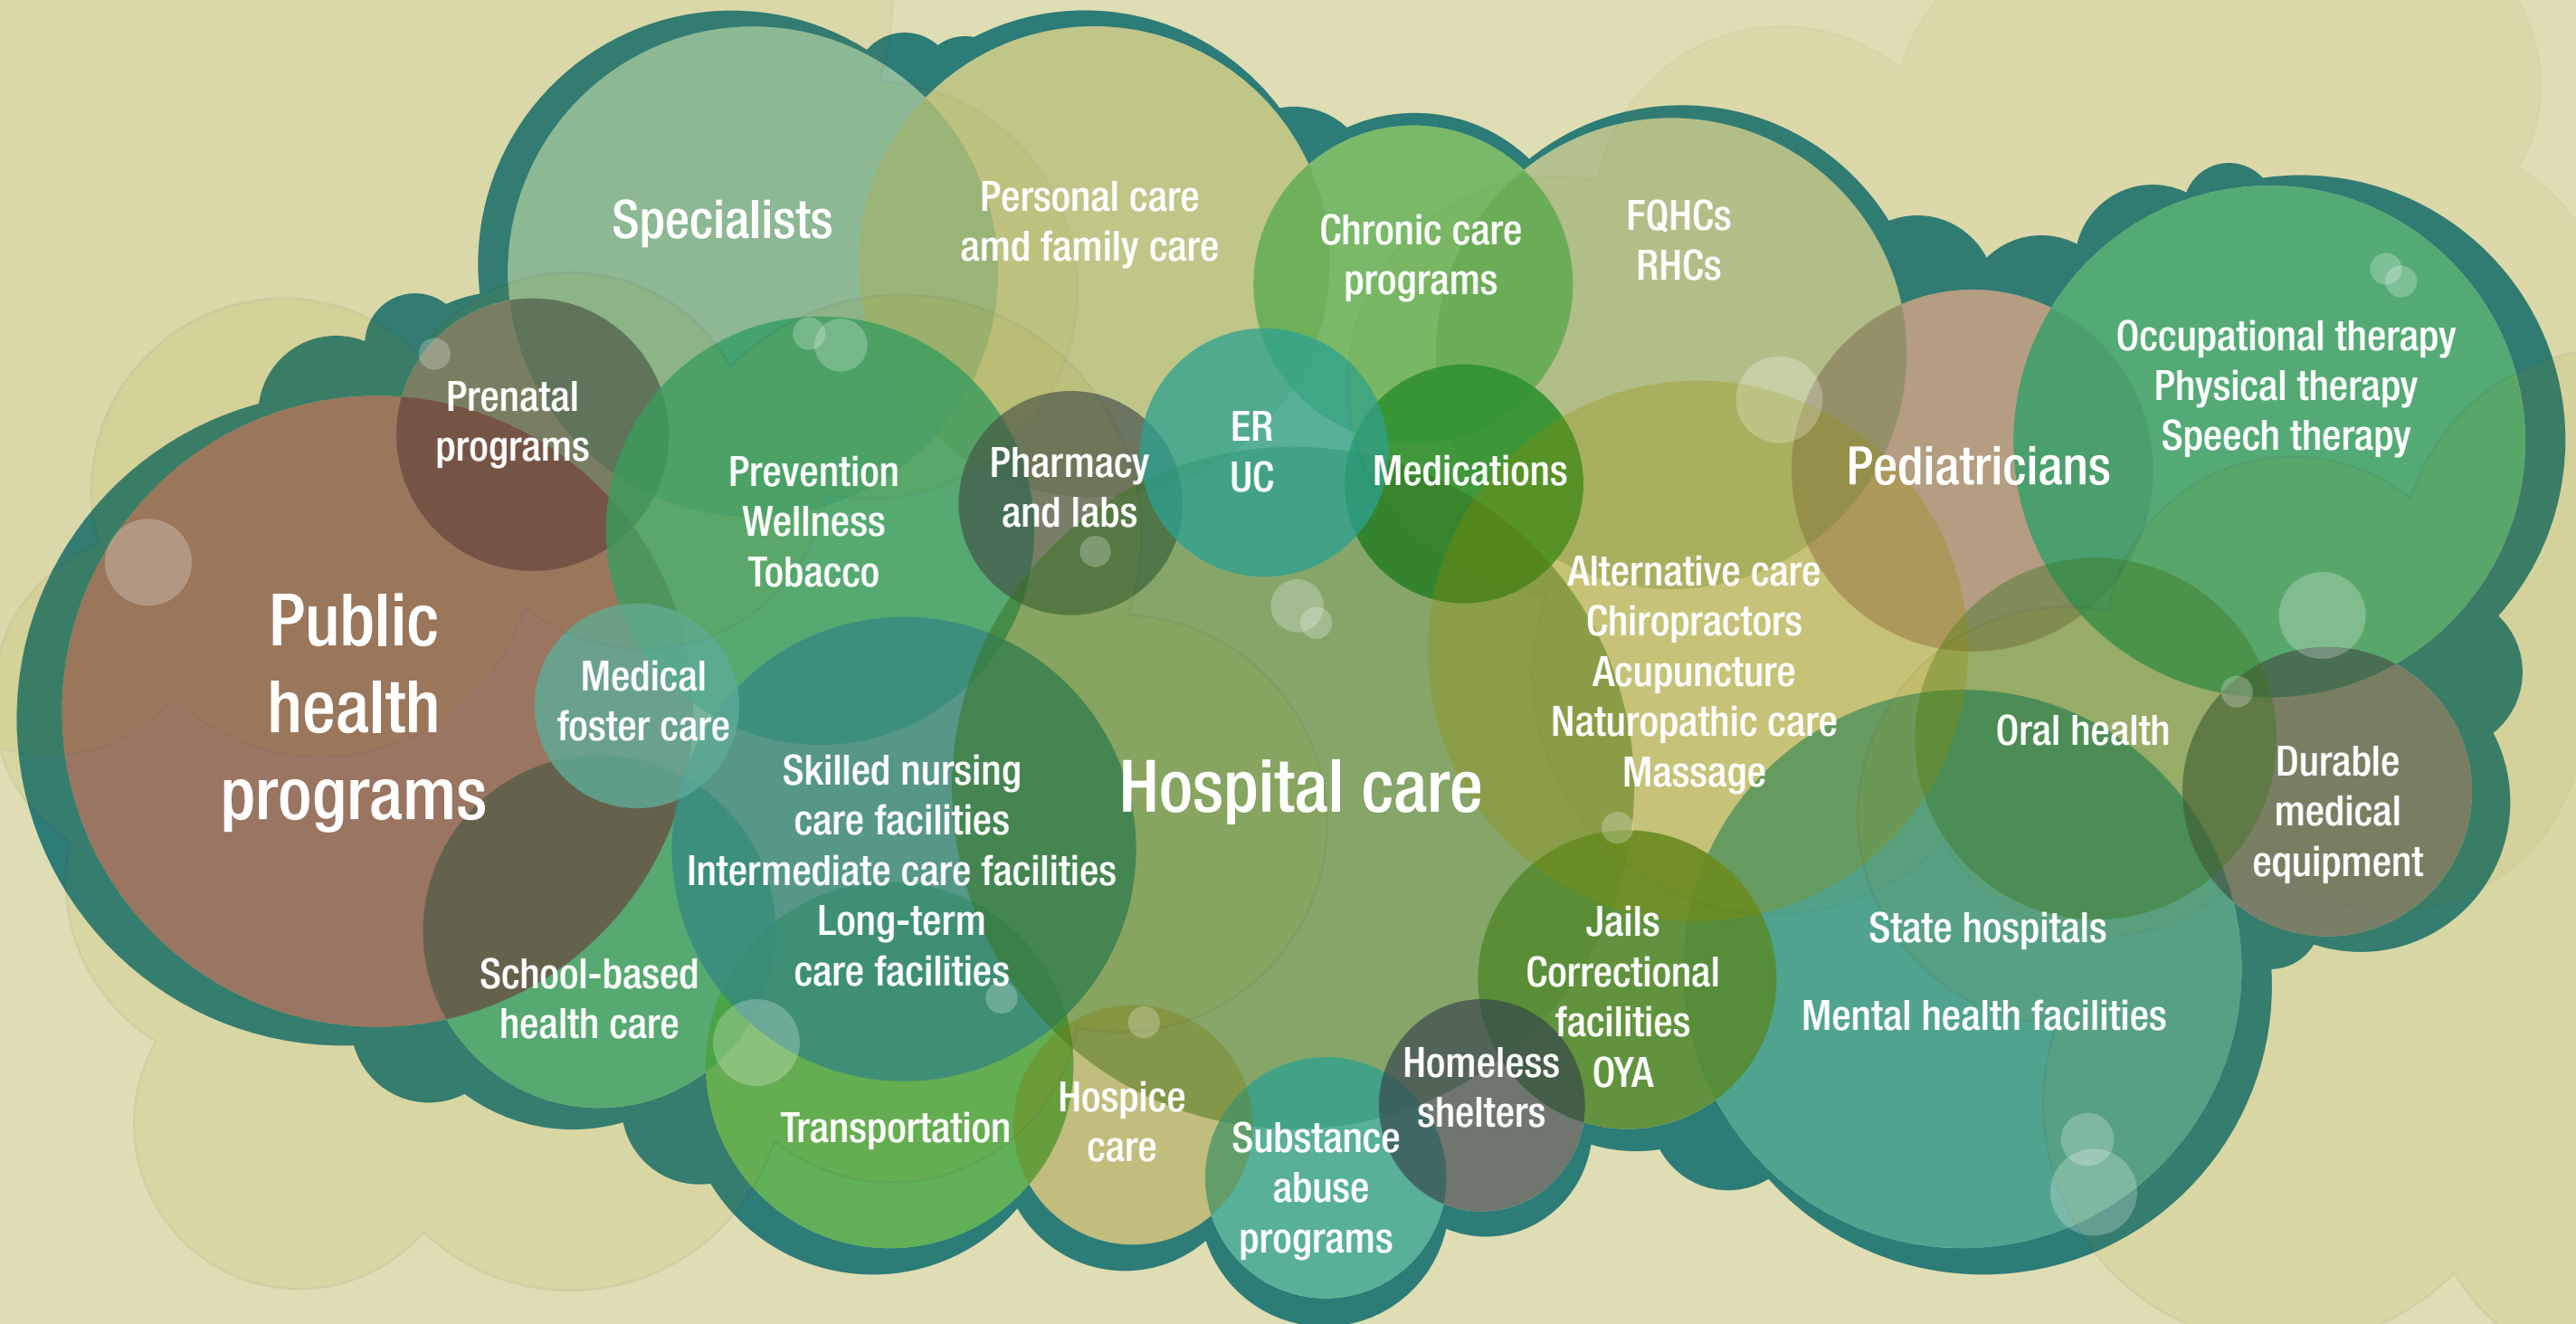 Specialists
Personal care
amd family care
Chronic care
programs
FQHCs
RHCs
Occupational therapy
Physical therapy
Speech therapy
Prenatal
programs
Prevention
Wellness
Tobacco
Pharmacy
and labs
ER
UC
Medications
Pediatricians
Public
health
programs
Medical
foster care
Alternative care
Chiropractors
Acupuncture
Naturopathic care
Massage
Oral health
Durable
medical
equipment
Skilled nursing
care facilities
Intermediate care facilities
Long-term
care facilities
Hospital care
School-based
health care
Jails
Correctional
facilities
OYA
State hospitals
Mental health facilities
Transportation
Hospice
care
Substance
abuse
programs
Homeless
shelters